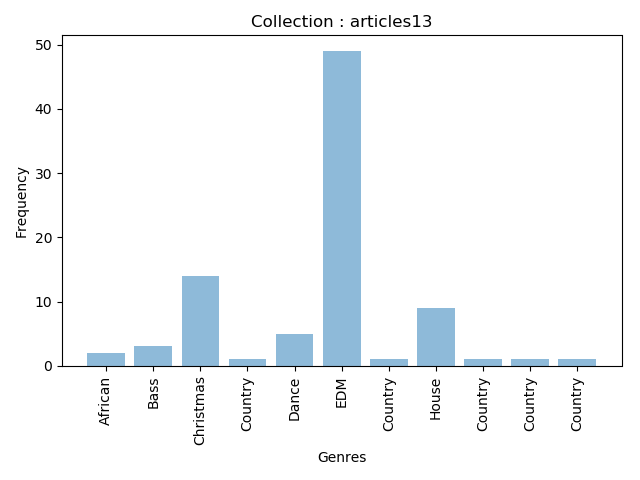 Collection : articles13
Frequency
50
40
30
20
10
0
African
Bass
Christmas
Country
Dance
EDM
Country
House
Country
Country
Country
Genres